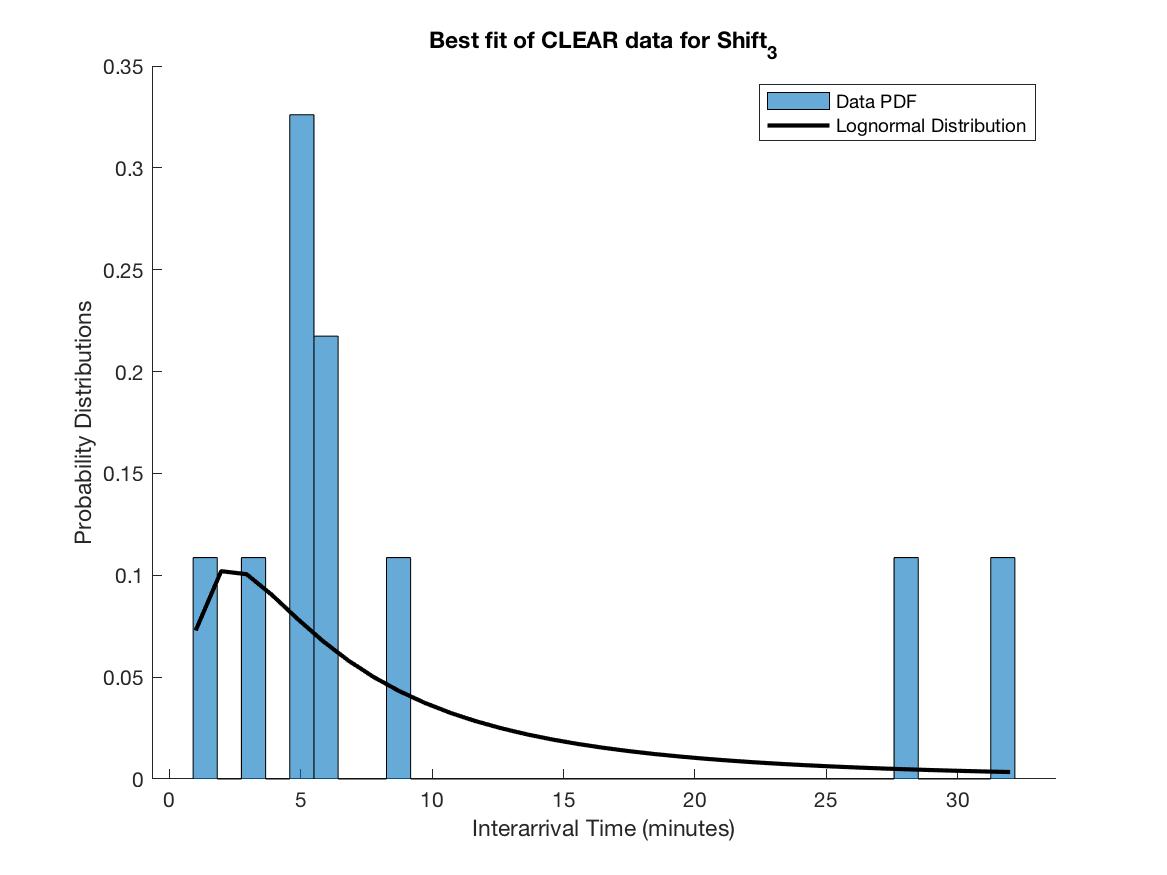 Best fit of CLEAR data for Shift₃
0.35
0.3
0.25
0.2
0.15
0.1
0.05
0
Probability Distributions
Data PDF
Lognormal Distribution
0 5 10 15 20 25 30
Interarrival Time (minutes)